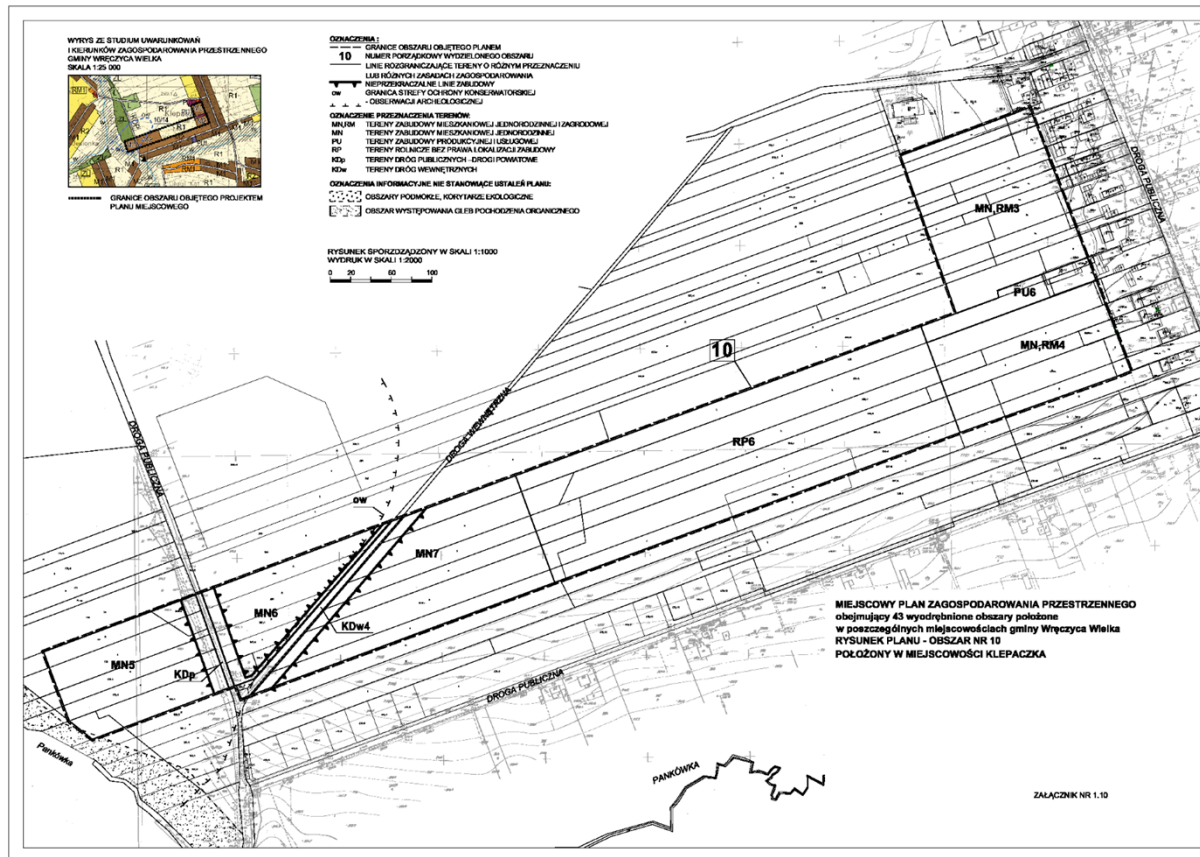 WYRYS ZE STUDIUM UWARUNKOWAŃ
I KIERUNKÓW ZAGOSPODAROWANIA PRZESTRZENNEGO
GMINY WRĘCZYCA WIELKA
SKALA 1:25 000
RM1
R1
10/14
GRANICE OBSZARU OBJĘTEGO PROJEKTEM
PLANU MIEJSCOWEGO
OZNACZENIA :
GRANICE OBSZARU OBJĘTEGO PLANEM
10 NUMER PORZĄDKOWY WYDZIELONEGO OBSZARU
LINIE ROZGRANICZAJĄCE TERENY O RÓŻNYM PRZEZNACZENIU
LUB RÓŻNYCH ZASADACH ZAGOSPODAROWANIA
NIEPRZEKRACZALNE LINIE ZABUDOWY
OW GRANICA STREFY OCHRONY KONSERWATORSKIEJ
- OBSERWACJI ARCHEOLOGICZNEJ
OZNACZENIE PRZEZNACZENIA TERENÓW:
MN,RM TERENY ZABUDOWY MIESZKANIOWEJ JEDNORODZINNEJ I ZAGRODOWEJ
MN TERENY ZABUDOWY MIESZKANIOWEJ JEDNORODZINNEJ
PU TERENY ZABUDOWY PRODUKCYJNEJ I USŁUGOWEJ
RP TERENY ROLNICZE BEZ PRAWA LOKALIZACJI ZABUDOWY
KDp TERENY DRÓG PUBLICZNYCH - DROGI POWIATOWE
KDw TERENY DRÓG WEWNĘTRZNYCH
OZNACZENIA INFORMACYJNE NIE STANOWIĄCE USTALEŃ PLANU:
OBSZARY PODMOKŁE, KORYTARZE EKOLOGICZNE
OBSZAR WYSTĘPOWANIA GLEB POCHODZENIA ORGANICZNEGO
RYSUNEK SPORZĄDZONY W SKALI 1:1000
WYDRUK W SKALI 1:2000
0 20 60 100
DROGA PUBLICZNA
MN,RM3
PU6
MN,RM4
10
DROGA WEWNĘTRZNA
RP6
DROGA PUBLICZNA
OW
MN7
MN6
KDw4
MN5
KDp
DROGA PUBLICZNA
Pankówka
PANKÓWKA
MIEJSCOWY PLAN ZAGOSPODAROWANIA PRZESTRZENNEGO
obejmujący 43 wyodrębnione obszary położone
w poszczególnych miejscowościach gminy Wręczyca Wielka
RYSUNEK PLANU - OBSZAR NR 10
POŁOŻONY W MIEJSCOWOŚCI KLEPACZKA
ZAŁĄCZNIK NR 1.10